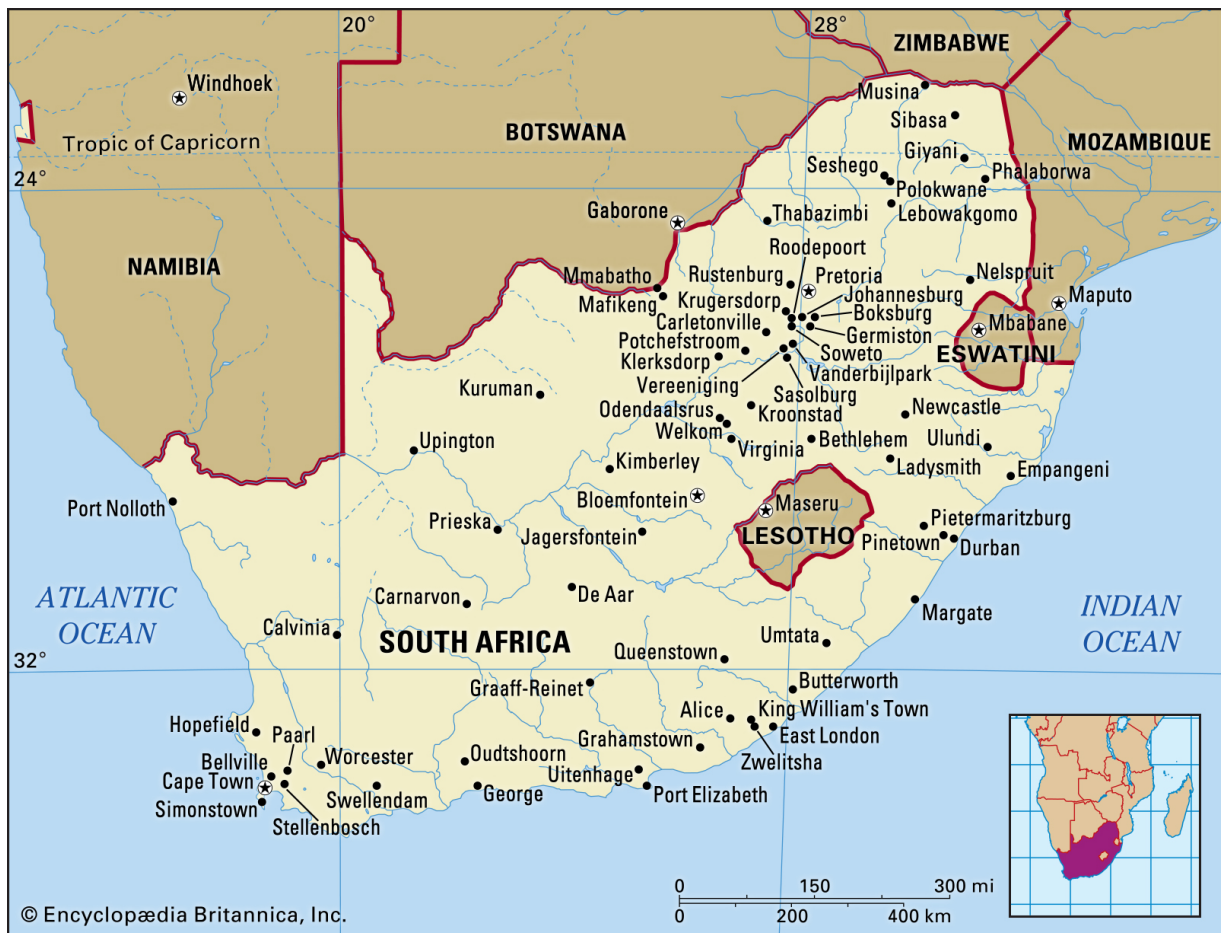 20°
28°
ZIMBABWE
Windhoek
Musina
BOTSWANA
Sibasa
Tropic of Capricorn
Giyani
MOZAMBIQUE
Seshego
Phalaborwa
24°
Polokwane
Gaborone
Thabazimbi
Lebowakgomo
Roodepoort
NAMIBIA
Mmabatho
Rustenburg
Pretoria
Nelspruit
Mafikeng
Krugersdorp
Johannesburg
Maputo
Carletonville
Boksburg
Potchefstroom
Germiston
Mbabane
Klerksdorp
Soweto
ESWATINI
Vereeniging
Vanderbijlpark
Kuruman
Sasolburg
Odendaalsrus
Kroonstad
Newcastle
Welkom
Upington
Virginia
Bethlehem
Ulundi
Kimberley
Ladysmith
Empangeni
Port Nolloth
Bloemfontein
Maseru
Prieska
Jagersfontein
LESOTHO
Pietermaritzburg
Pinetown
Durban
ATLANTIC
OCEAN
Carnarvon
De Aar
Margate
INDIAN
OCEAN
Calvinia
SOUTH AFRICA
Umtata
32°
Queenstown
Graaff-Reinet
Butterworth
Hopefield
Alice
King William's Town
Paarl
Grahamstown
East London
Bellville
Worcester
Oudtshoorn
Zwelitsha
Cape Town
Uitenhage
Simonstown
Swellendam
George
Port Elizabeth
Stellenbosch
0 150 300 mi
0 200 400 km
© Encyclopædia Britannica, Inc.